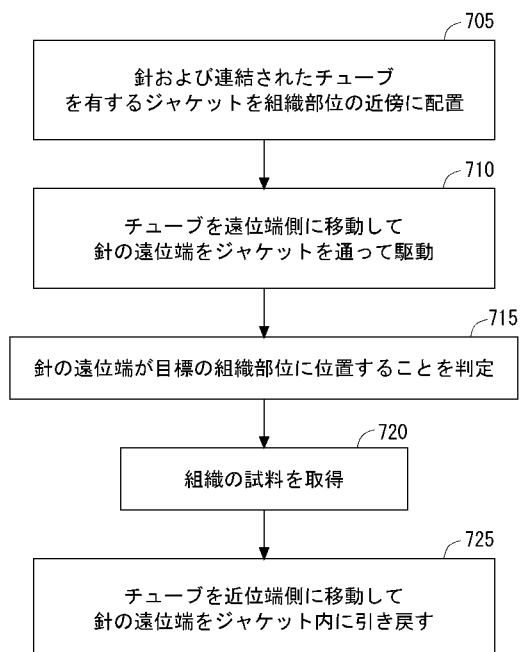 705
針および連結されたチューブ
を有するジャケットを組織部位の近傍に配置
710
チューブを遠位端側に移動して
針の遠位端をジャケットを通って駆動
715
針の遠位端が目標の組織部位に位置することを判定
720
組織の試料を取得
725
チューブを近位端側に移動して
針の遠位端をジャケット内に引き戻す